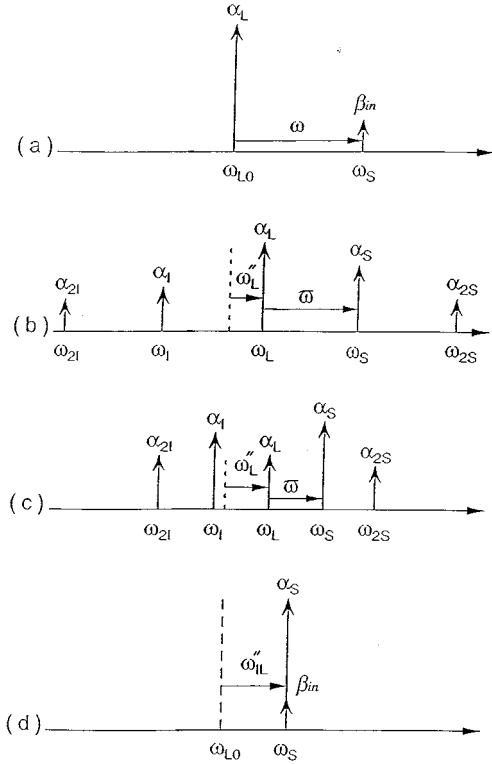 α_L
β_in
ω
(a)
ω_L0 ω_S
α_L
α_S
α_2I α_I ω″_L α_2S
ϖ
(b)
ω_2I ω_I ω_L ω_S ω_2S
α_S
α_I
α_2I ω″_L α_L α_2S
ϖ
(c)
ω_2I ω_I ω_L ω_S ω_2S
α_S
ω″_IL
β_in
(d)
ω_L0 ω_S